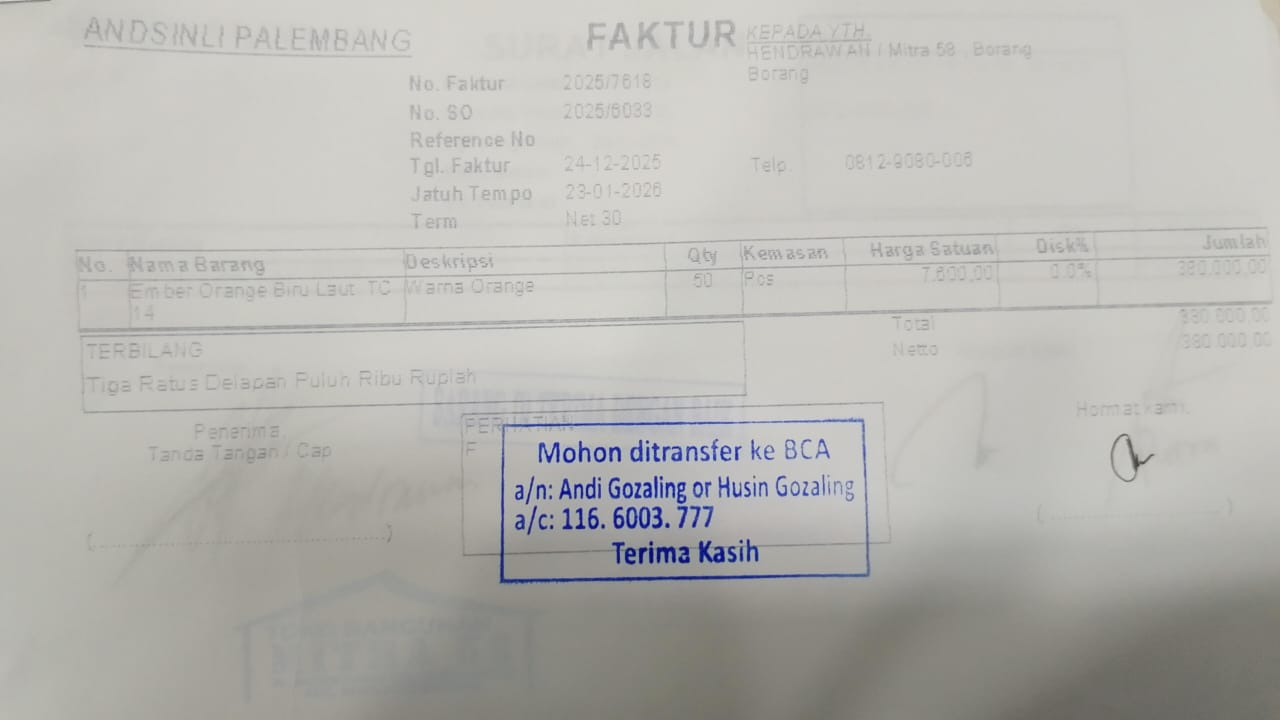 ANDSINLI PALEMBANG
FAKTUR
KEPADA YTH.
HENDRAWAN / Mitra 58 , Borang
Borang
No. Faktur 2025/7618
No. SO 2025/6033
Reference No
Tgl. Faktur 24-12-2025
Telp. 0812-9080-006
Jatuh Tempo 23-01-2026
Term Net 30
No. Nama Barang Deskripsi Qty Kemasan Harga Satuan Disk% Jumlah
1 Ember Orange Biru Laut TC Warna Orange 50 Pcs 7.600,00 0.0% 380.000,00
14
Total 380.000,00
Netto 380.000,00
TERBILANG
Tiga Ratus Delapan Puluh Ribu Rupiah
Penerima,
Tanda Tangan / Cap
PERHATIAN
Hormat kami,
Mohon ditransfer ke BCA
a/n: Andi Gozaling or Husin Gozaling
a/c: 116. 6003. 777
Terima Kasih